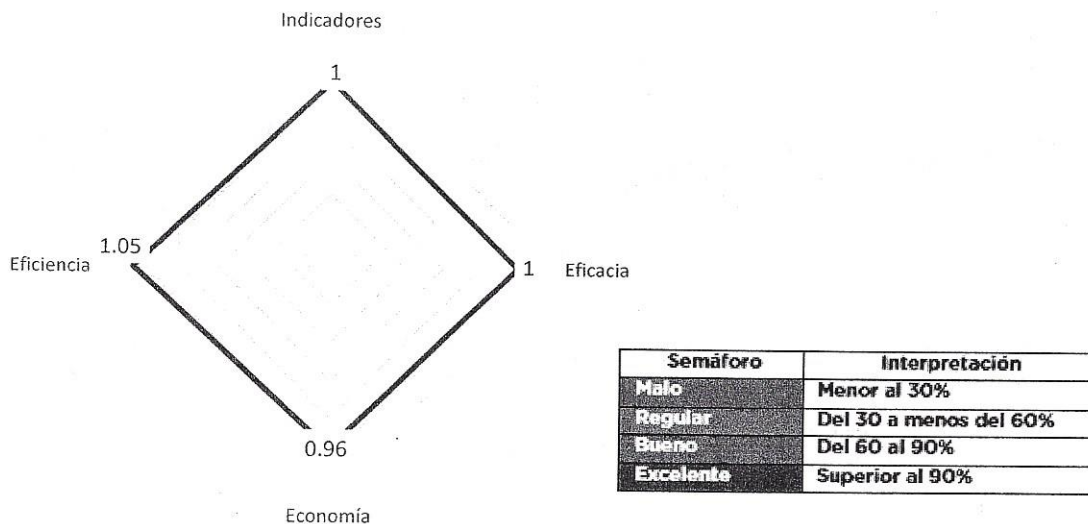 Indicadores
1
1.05
Eficiencia
1 Eficacia
0.96
Economía
Semáforo Interpretación
Malo Menor al 30%
Regular Del 30 a menos del 60%
Bueno Del 60 al 90%
Excelente Superior al 90%